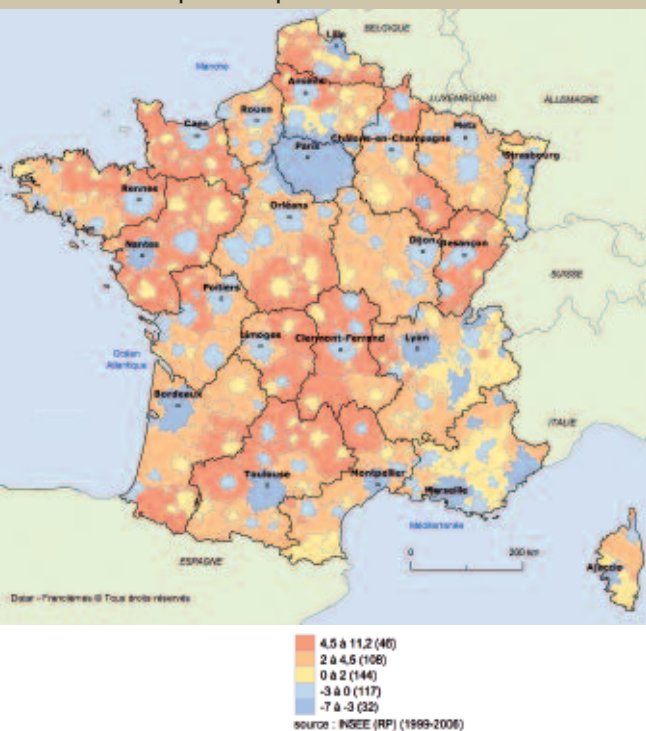 BELGIQUE
Lille
Manche
Amiens
LUXEMBOURG
ALLEMAGNE
Rouen
Caen
Châlons-en-Champagne
Metz
Paris
Strasbourg
Rennes
Orléans
Nantes
Dijon
Besançon
SUISSE
Poitiers
Limoges
Clermont-Ferrand
Lyon
Océan
Atlantique
Bordeaux
ITALIE
Toulouse
Montpellier
Marseille
Méditerranée
0
200 km
ESPAGNE
Ajaccio
Datar - Francièmes © Tous droits réservés
4,5 à 11,2 (46)
2 à 4,5 (108)
0 à 2 (144)
-3 à 0 (117)
-7 à -3 (32)
source : INSEE (RP) (1999-2006)